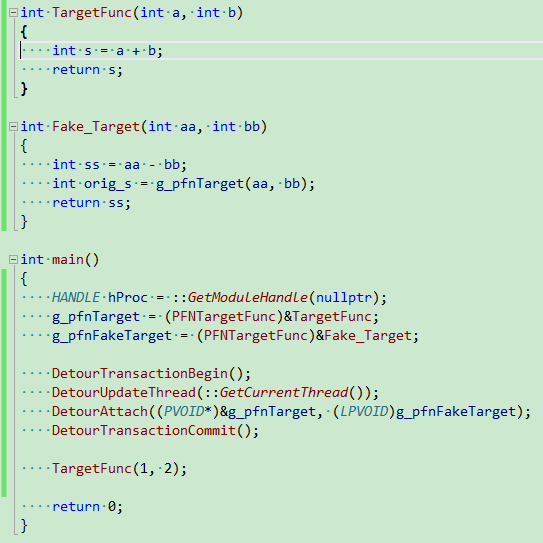 int TargetFunc(int a, int b)
{
    int s = a + b;
    return s;
}
int Fake_Target(int aa, int bb)
{
    int ss = aa - bb;
    int orig_s = g_pfnTarget(aa, bb);
    return ss;
}
int main()
{
    HANDLE hProc = ::GetModuleHandle(nullptr);
    g_pfnTarget = (PFNTargetFunc)&TargetFunc;
    g_pfnFakeTarget = (PFNTargetFunc)&Fake_Target;
    DetourTransactionBegin();
    DetourUpdateThread(::GetCurrentThread());
    DetourAttach((PVOID*)&g_pfnTarget, (LPVOID)g_pfnFakeTarget);
    DetourTransactionCommit();
    TargetFunc(1, 2);
    return 0;
}